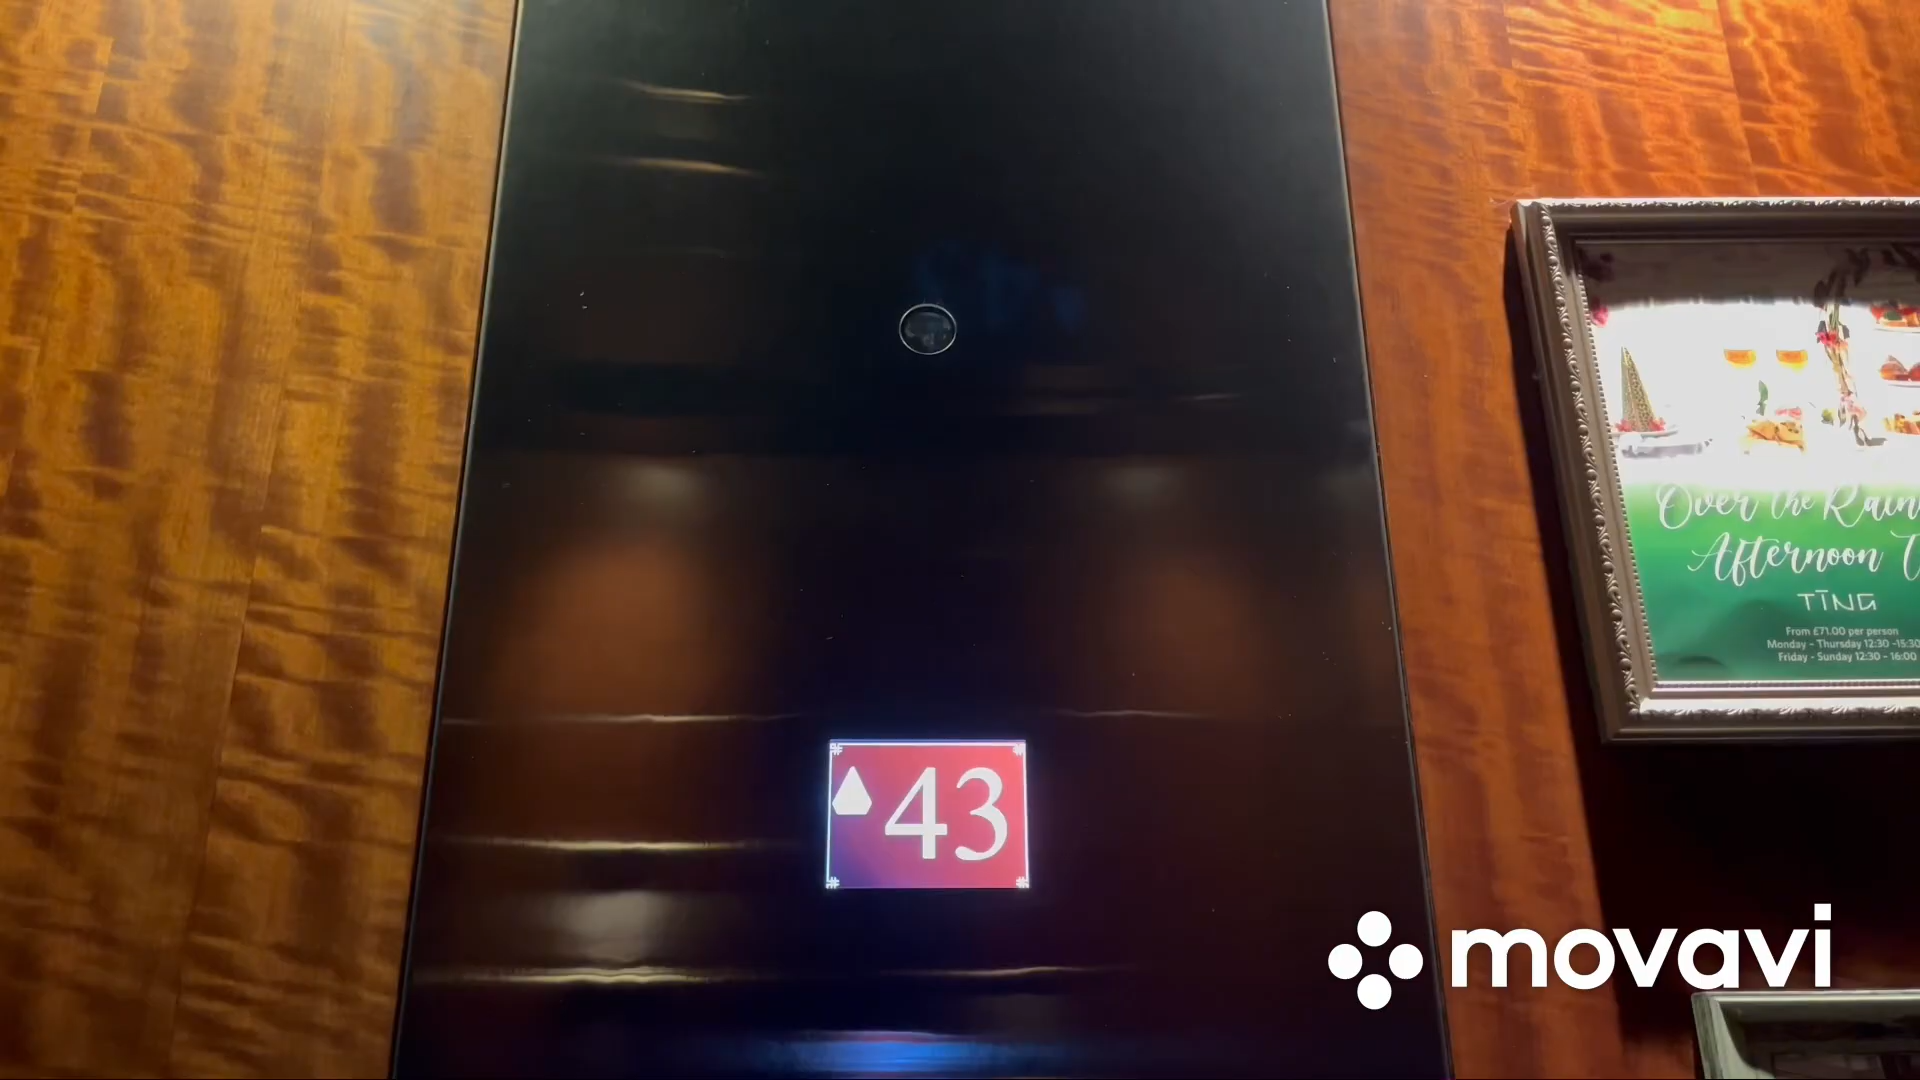 43
Over the Rain
Afternoon
TĪNG
From £71.00 per person
Monday - Thursday 12:30 -15:30
Friday - Sunday 12:30 - 16:00
movavi